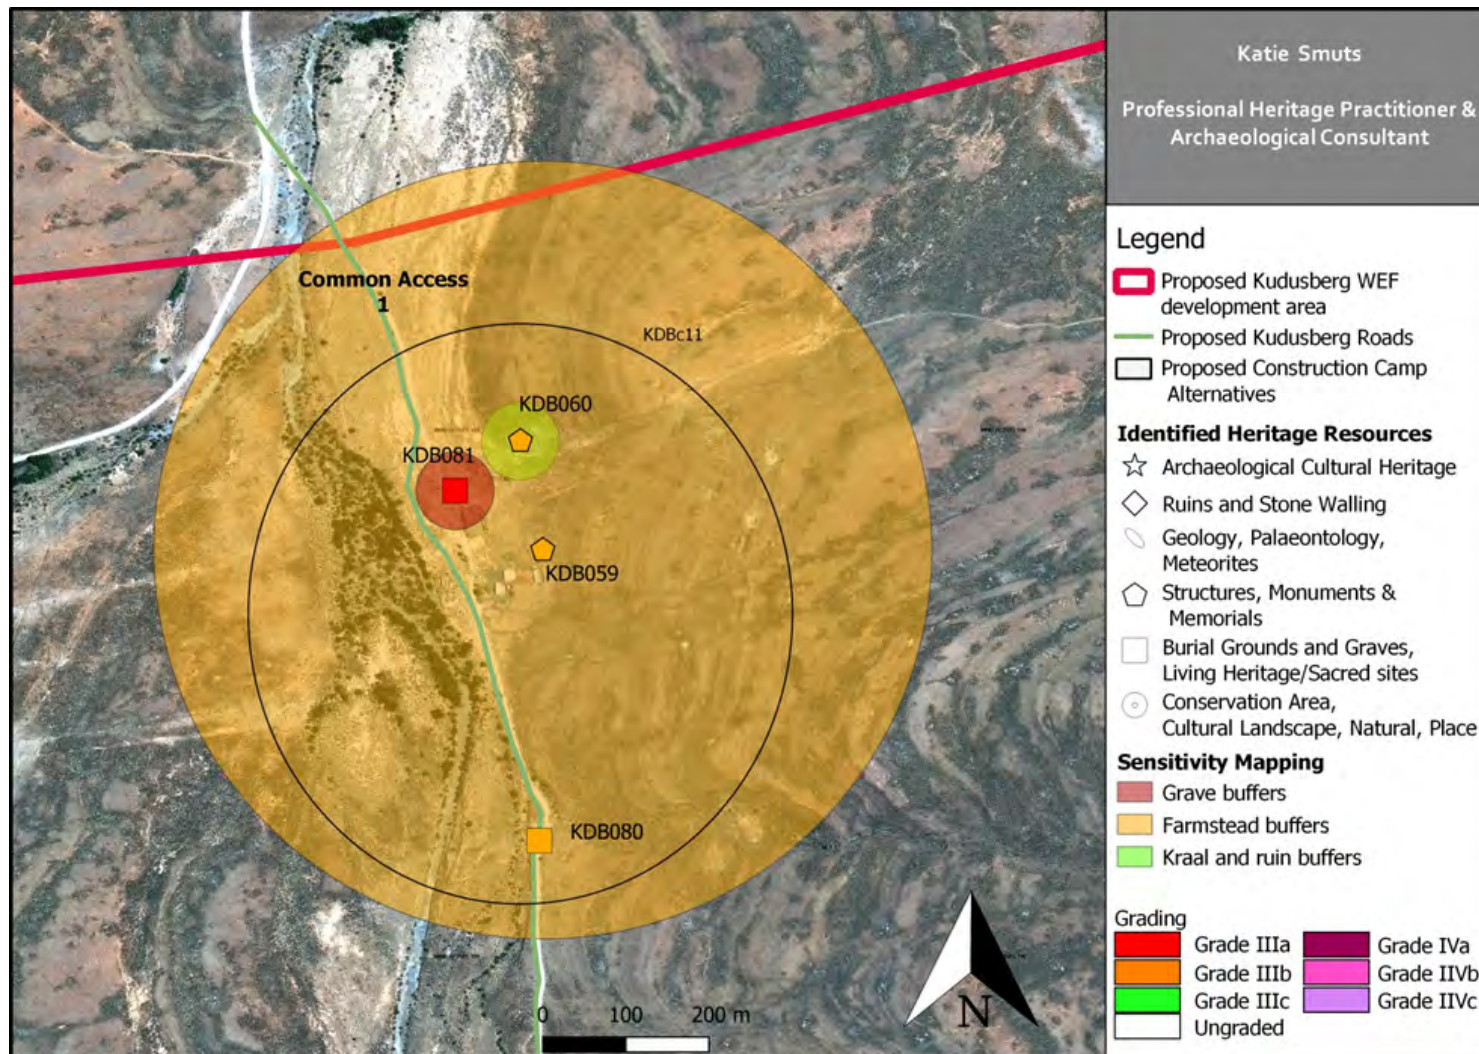 Katie Smuts
Professional Heritage Practitioner &
Archaeological Consultant
Common Access
1
KDBc11
KDB060
KDB081
KDB059
KDB080
0 100 200 m
N
Legend
Proposed Kudusberg WEF
development area
Proposed Kudusberg Roads
Proposed Construction Camp
Alternatives
Identified Heritage Resources
Archaeological Cultural Heritage
Ruins and Stone Walling
Geology, Palaeontology,
Meteorites
Structures, Monuments &
Memorials
Burial Grounds and Graves,
Living Heritage/Sacred sites
Conservation Area,
Cultural Landscape, Natural, Place
Sensitivity Mapping
Grave buffers
Farmstead buffers
Kraal and ruin buffers
Grading
Grade IIIa Grade IVa
Grade IIIb Grade IIVb
Grade IIIc Grade IIVc
Ungraded